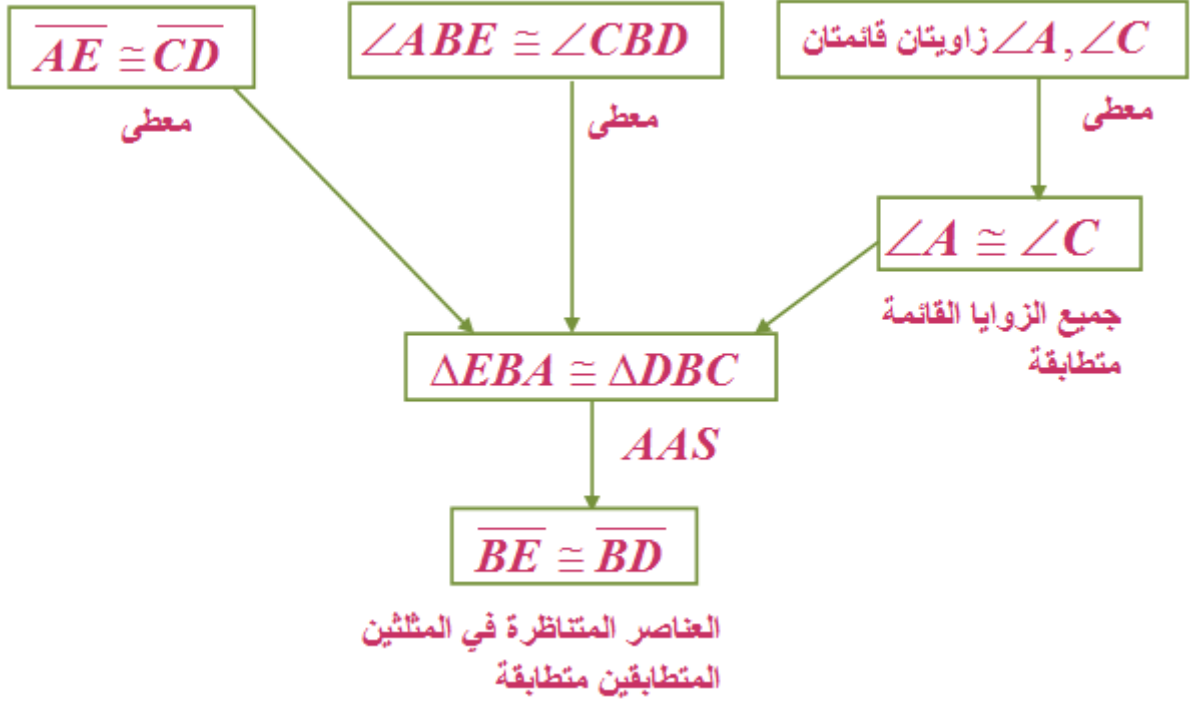 AE ≅ CD
معطى
∠ABE ≅ ∠CBD
معطى
∠A, ∠C زاويتان قائمتان
معطى
∠A ≅ ∠C
جميع الزوايا القائمة
متطابقة
ΔEBA ≅ ΔDBC
AAS
BE ≅ BD
العناصر المتناظرة في المثلثين
المتطابقين متطابقة